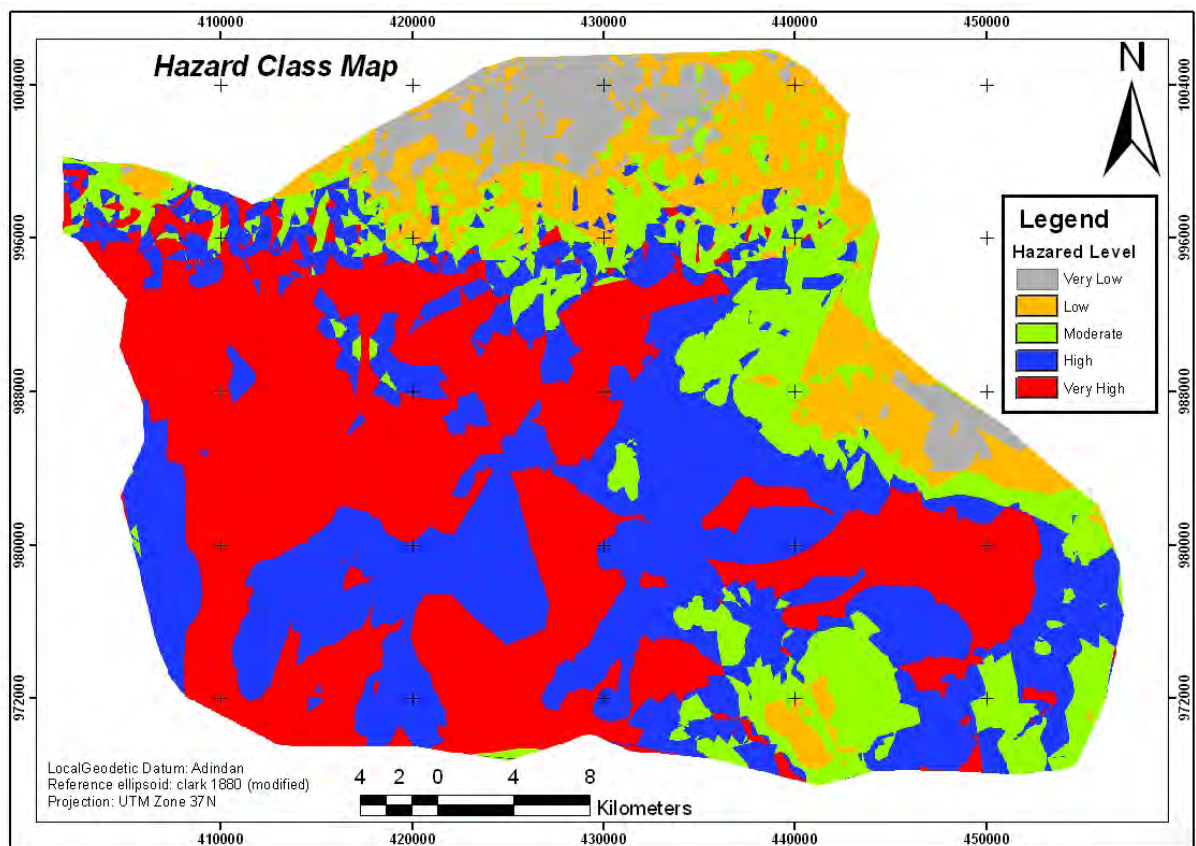 410000 420000 430000 440000 450000
Hazard Class Map
N
1004000 1004000
996000 996000
988000 988000
980000 980000
972000 972000
Legend
Hazared Level
Very Low
Low
Moderate
High
Very High
LocalGeodetic Datum: Adindan
Reference ellipsoid: clark 1880 (modified)
Projection: UTM Zone 37N
4 2 0 4 8
Kilometers
410000 420000 430000 440000 450000